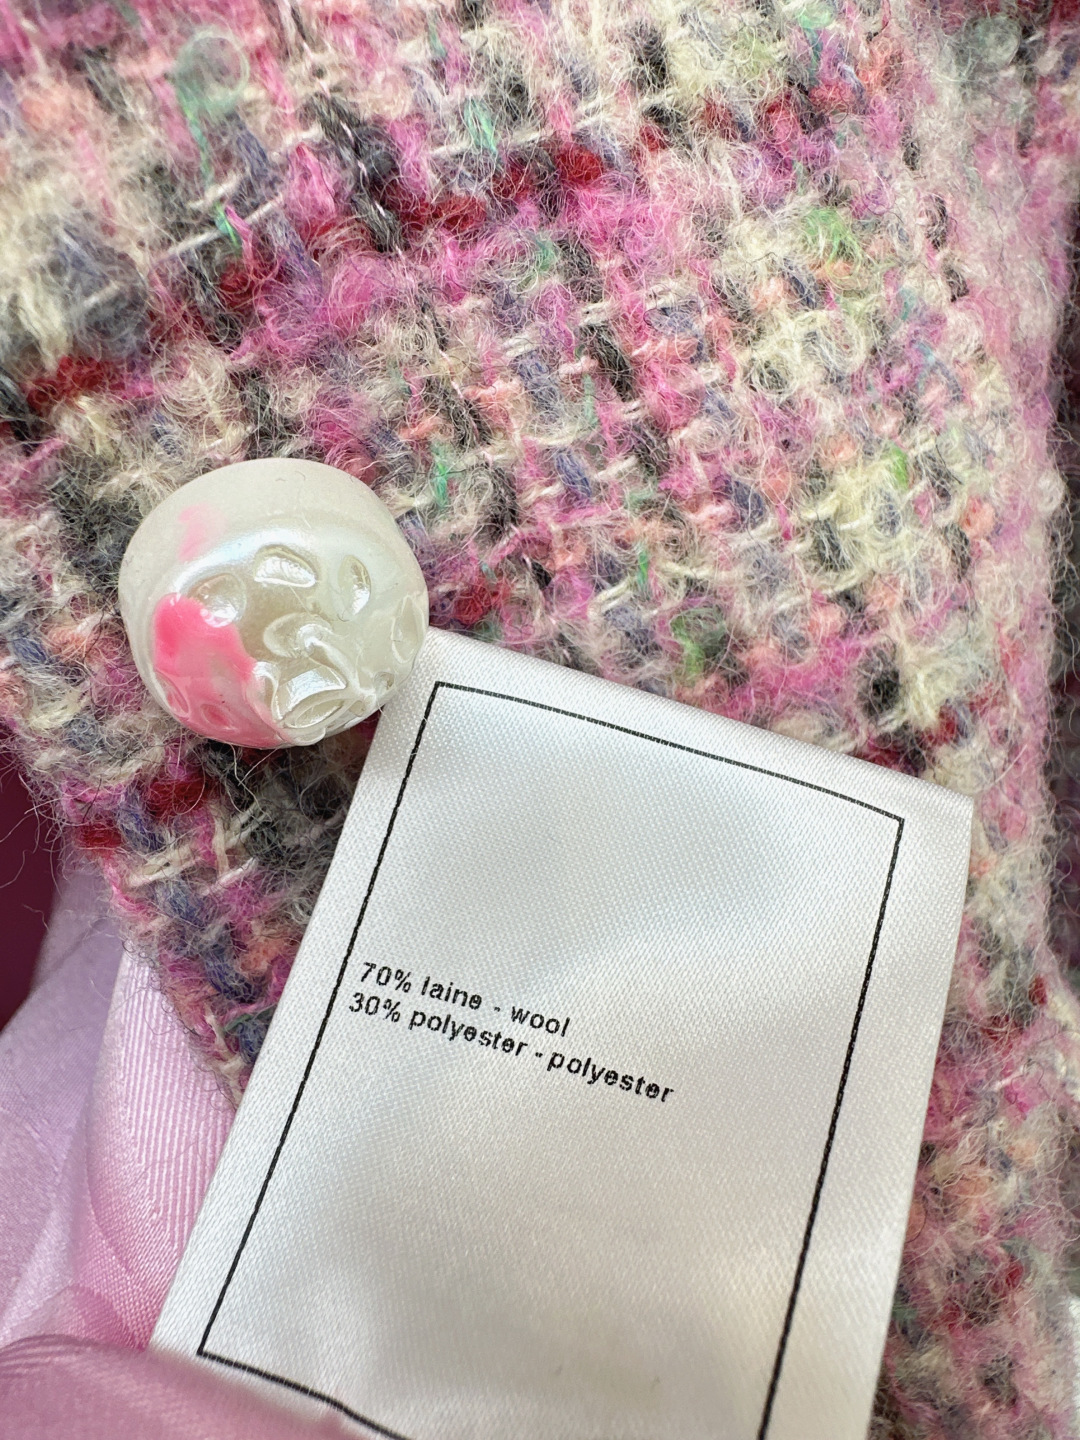 70% laine - wool
30% polyester - polyester